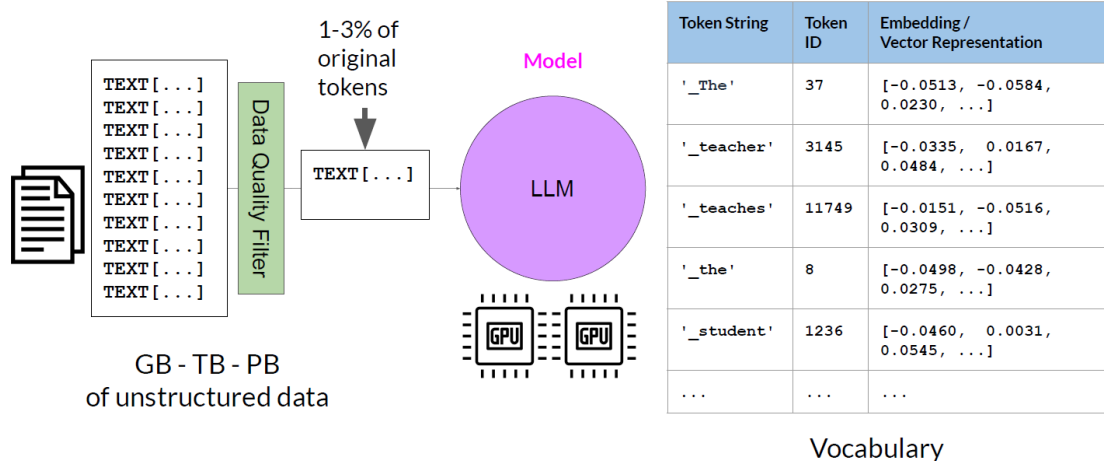 TEXT[...]
TEXT[...]
TEXT[...]
TEXT[...]
TEXT[...]
TEXT[...]
TEXT[...]
TEXT[...]
TEXT[...]
TEXT[...]
GB - TB - PB
of unstructured data
Data Quality Filter
1-3% of
original
tokens
TEXT[...]
Model
LLM
GPU
GPU
Token String
Token
ID
Embedding /
Vector Representation
'_The'
37
[-0.0513, -0.0584,
0.0230, ...]
'_teacher'
3145
[-0.0335, 0.0167,
0.0484, ...]
'_teaches'
11749
[-0.0151, -0.0516,
0.0309, ...]
'_the'
8
[-0.0498, -0.0428,
0.0275, ...]
'_student'
1236
[-0.0460, 0.0031,
0.0545, ...]
...
...
...
Vocabulary